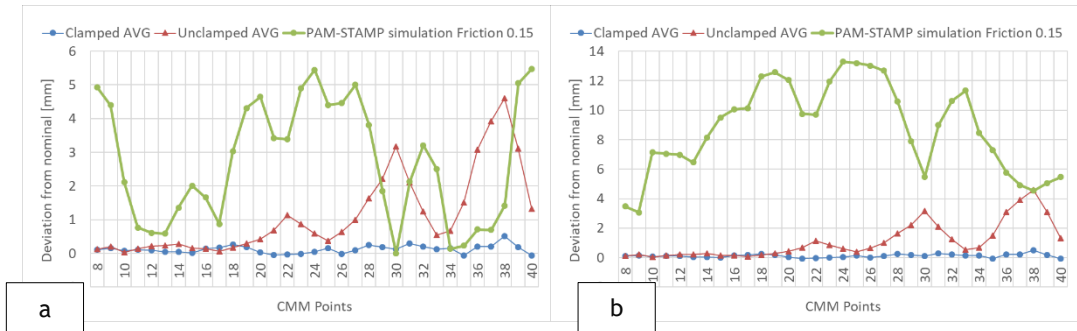 Clamped AVG Unclamped AVG PAM-STAMP simulation Friction 0.15
6
5
4
3
2
1
0
Deviation from nominal [mm]
8 10 12 14 16 18 20 22 24 26 28 30 32 34 36 38 40
CMM Points
a
Clamped AVG Unclamped AVG PAM-STAMP simulation Friction 0.15
14
12
10
8
6
4
2
0
Deviation from nominal [mm]
8 10 12 14 16 18 20 22 24 26 28 30 32 34 36 38 40
CMM Points
b